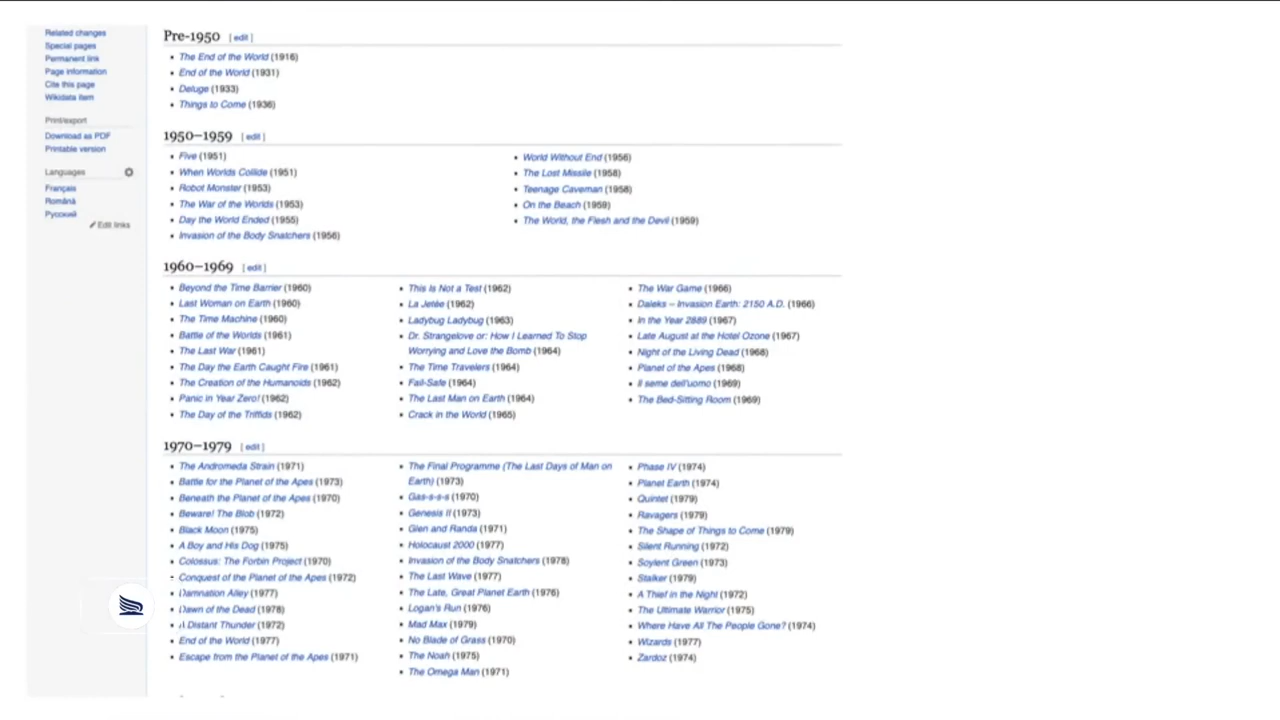 Related changes
Special pages
Permanent link
Page information
Cite this page
Wikidata item
Print/export
Download as PDF
Printable version
Languages
Français
Română
Русский
Edit links
Pre-1950 [ edit ]
The End of the World (1916)
End of the World (1931)
Deluge (1933)
Things to Come (1936)
1950–1959 [ edit ]
Five (1951)
When Worlds Collide (1951)
Robot Monster (1953)
The War of the Worlds (1953)
Day the World Ended (1955)
Invasion of the Body Snatchers (1956)
World Without End (1956)
The Lost Missile (1958)
Teenage Caveman (1958)
On the Beach (1959)
The World, the Flesh and the Devil (1959)
1960–1969 [ edit ]
Beyond the Time Barrier (1960)
Last Woman on Earth (1960)
The Time Machine (1960)
Battle of the Worlds (1961)
The Last War (1961)
The Day the Earth Caught Fire (1961)
The Creation of the Humanoids (1962)
Panic in Year Zero! (1962)
The Day of the Triffids (1962)
This Is Not a Test (1962)
La Jetée (1962)
Ladybug Ladybug (1963)
Dr. Strangelove or: How I Learned To Stop
Worrying and Love the Bomb (1964)
The Time Travelers (1964)
Fail-Safe (1964)
The Last Man on Earth (1964)
Crack in the World (1965)
The War Game (1966)
Daleks – Invasion Earth: 2150 A.D. (1966)
In the Year 2889 (1967)
Late August at the Hotel Ozone (1967)
Night of the Living Dead (1968)
Planet of the Apes (1968)
Il seme dell'uomo (1969)
The Bed-Sitting Room (1969)
1970–1979 [ edit ]
The Andromeda Strain (1971)
Battle for the Planet of the Apes (1973)
Beneath the Planet of the Apes (1970)
Beware! The Blob (1972)
Black Moon (1975)
A Boy and His Dog (1975)
Colossus: The Forbin Project (1970)
Conquest of the Planet of the Apes (1972)
Damnation Alley (1977)
Dawn of the Dead (1978)
A Distant Thunder (1972)
End of the World (1977)
Escape from the Planet of the Apes (1971)
The Final Programme (The Last Days of Man on
Earth) (1973)
Gas-s-s-s (1970)
Genesis II (1973)
Glen and Randa (1971)
Holocaust 2000 (1977)
Invasion of the Body Snatchers (1978)
The Last Wave (1977)
The Late, Great Planet Earth (1976)
Logan's Run (1976)
Mad Max (1979)
No Blade of Grass (1970)
The Noah (1975)
The Omega Man (1971)
Phase IV (1974)
Planet Earth (1974)
Quintet (1979)
Ravagers (1979)
The Shape of Things to Come (1979)
Silent Running (1972)
Soylent Green (1973)
Stalker (1979)
A Thief in the Night (1972)
The Ultimate Warrior (1975)
Where Have All The People Gone? (1974)
Wizards (1977)
Zardoz (1974)